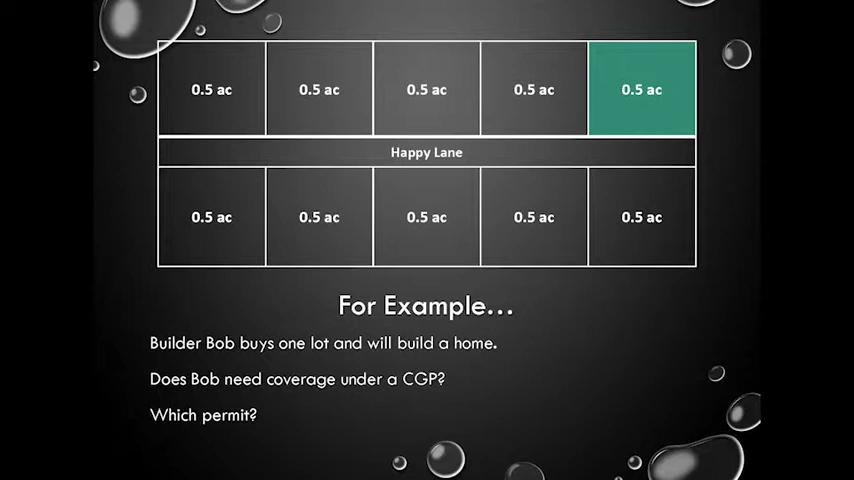 0.5 ac 0.5 ac 0.5 ac 0.5 ac 0.5 ac
Happy Lane
0.5 ac 0.5 ac 0.5 ac 0.5 ac 0.5 ac
For Example...
Builder Bob buys one lot and will build a home.
Does Bob need coverage under a CGP?
Which permit?